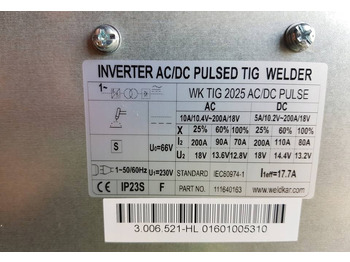 INVERTER AC/DC PULSED TIG WELDER
1~
WK TIG 2025 AC/DC PULSE
AC DC
10A/10.4V~200A/18V 5A/10.2V~200A/18V
X 25% 60% 100% 25% 60% 100%
S U0=66V
I2 200A 90A 70A 200A 110A 80A
U2 18V 13.6V 12.8V 18V 14.4V 13.2V
1~50/60Hz U1=230V STANDARD IEC60974-1 I1eff=17.7A
CE IP23S F PART NUMBER 111640163 www.weldkar.com
3.006.521-HL 01601005310